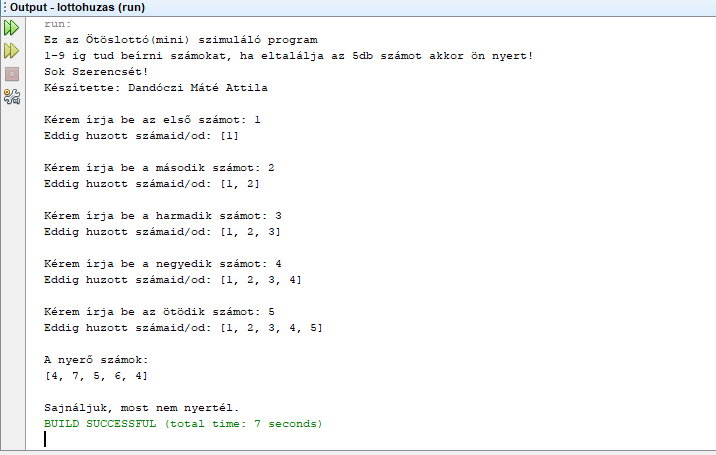 Output - lottohuzas (run)
run:
Ez az Ötöslottó(mini) szimuláló program
1-9 ig tud beírni számokat, ha eltalálja az 5db számot akkor ön nyert!
Sok Szerencsét!
Készítette: Dandóczi Máté Attila
Kérem írja be az első számot: 1
Eddig huzott számaid/od: [1]
Kérem írja be a második számot: 2
Eddig huzott számaid/od: [1, 2]
Kérem írja be a harmadik számot: 3
Eddig huzott számaid/od: [1, 2, 3]
Kérem írja be a negyedik számot: 4
Eddig huzott számaid/od: [1, 2, 3, 4]
Kérem írja be az ötödik számot: 5
Eddig huzott számaid/od: [1, 2, 3, 4, 5]
A nyerő számok:
[4, 7, 5, 6, 4]
Sajnáljuk, most nem nyertél.
BUILD SUCCESSFUL (total time: 7 seconds)